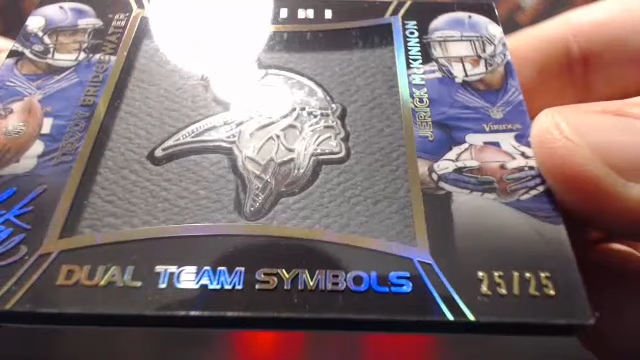 TEDDY BRIDGEWATER
JERICK McKINNON
VIKINGS
DUAL TEAM SYMBOLS
25/25